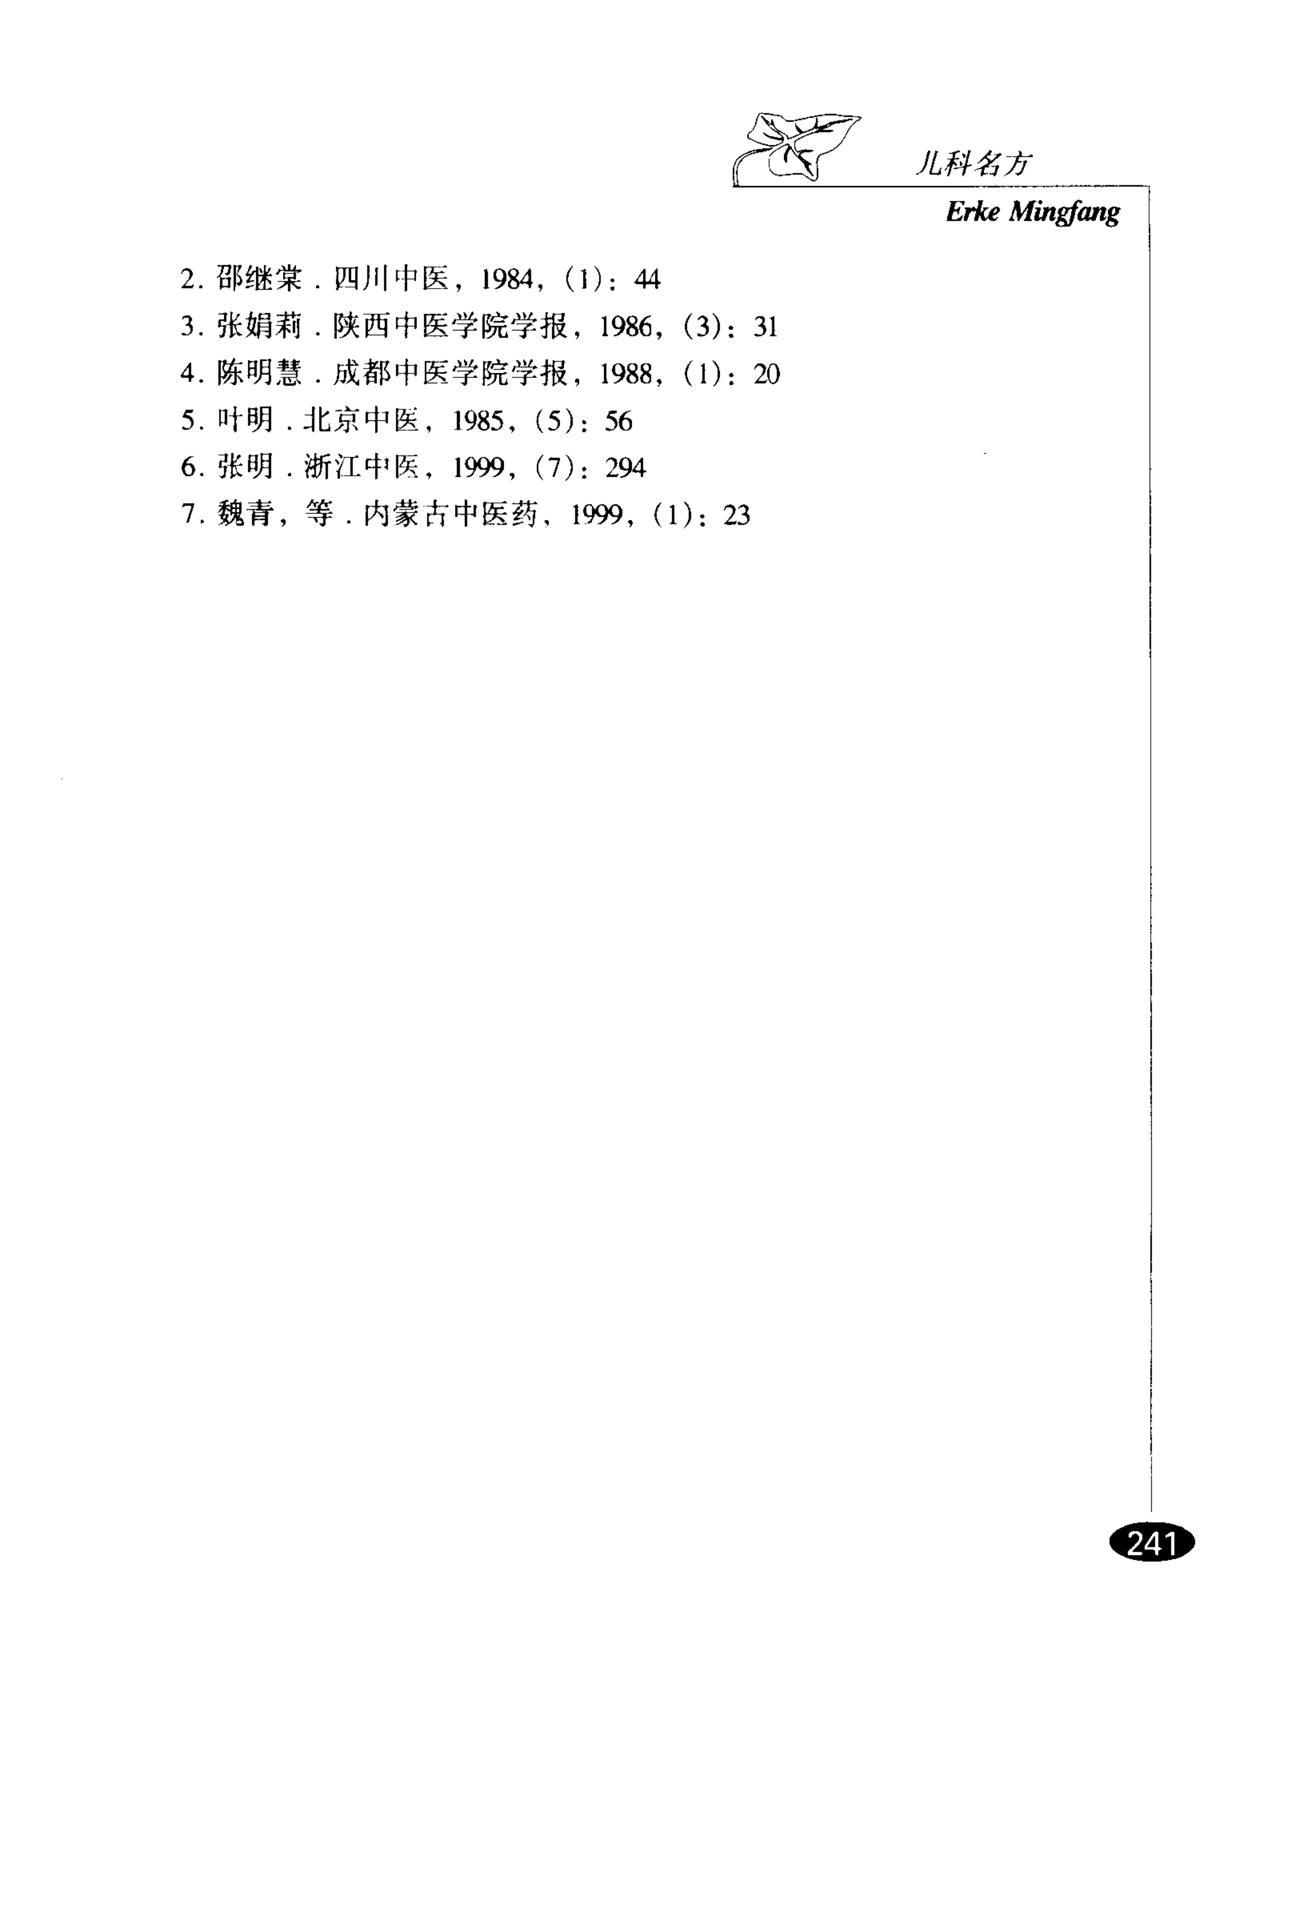 儿科名方
Erke Mingfang
2. 邵继棠．四川中医，1984，（1）：44
3. 张娟莉．陕西中医学院学报，1986，（3）：31
4. 陈明慧．成都中医学院学报，1988，（1）：20
5. 叶明．北京中医，1985，（5）：56
6. 张明．浙江中医，1999，（7）：294
7. 魏青，等．内蒙古中医药，1999，（1）：23
241